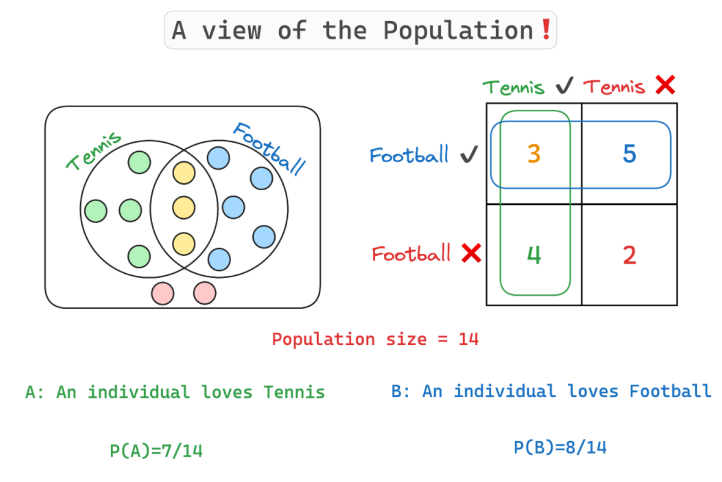 A view of the Population❗
Tennis
Football
Tennis ✔ Tennis ❌
Football ✔ 3 5
Football ❌ 4 2
Population size = 14
A: An individual loves Tennis
B: An individual loves Football
P(A)=7/14
P(B)=8/14